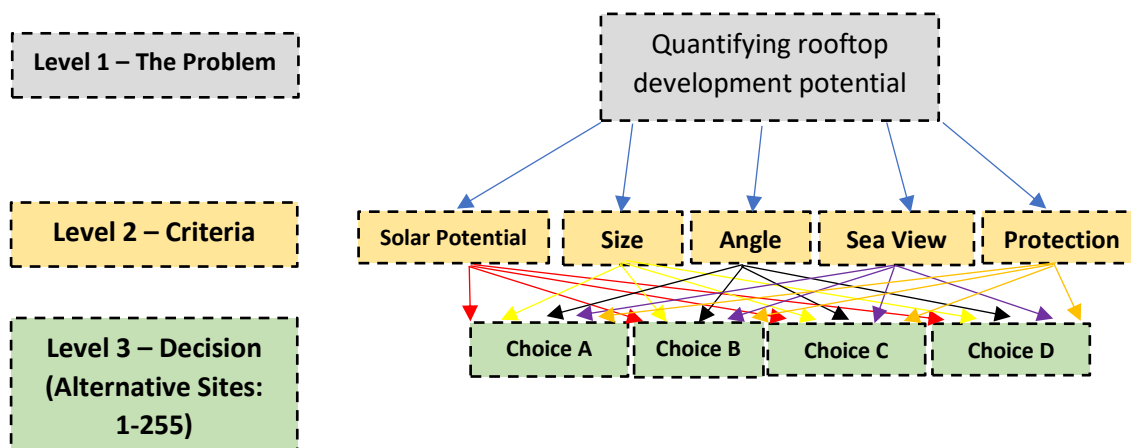 Level 1 – The Problem
Quantifying rooftop
development potential
Level 2 – Criteria
Solar Potential
Size
Angle
Sea View
Protection
Level 3 – Decision
(Alternative Sites:
1-255)
Choice A
Choice B
Choice C
Choice D